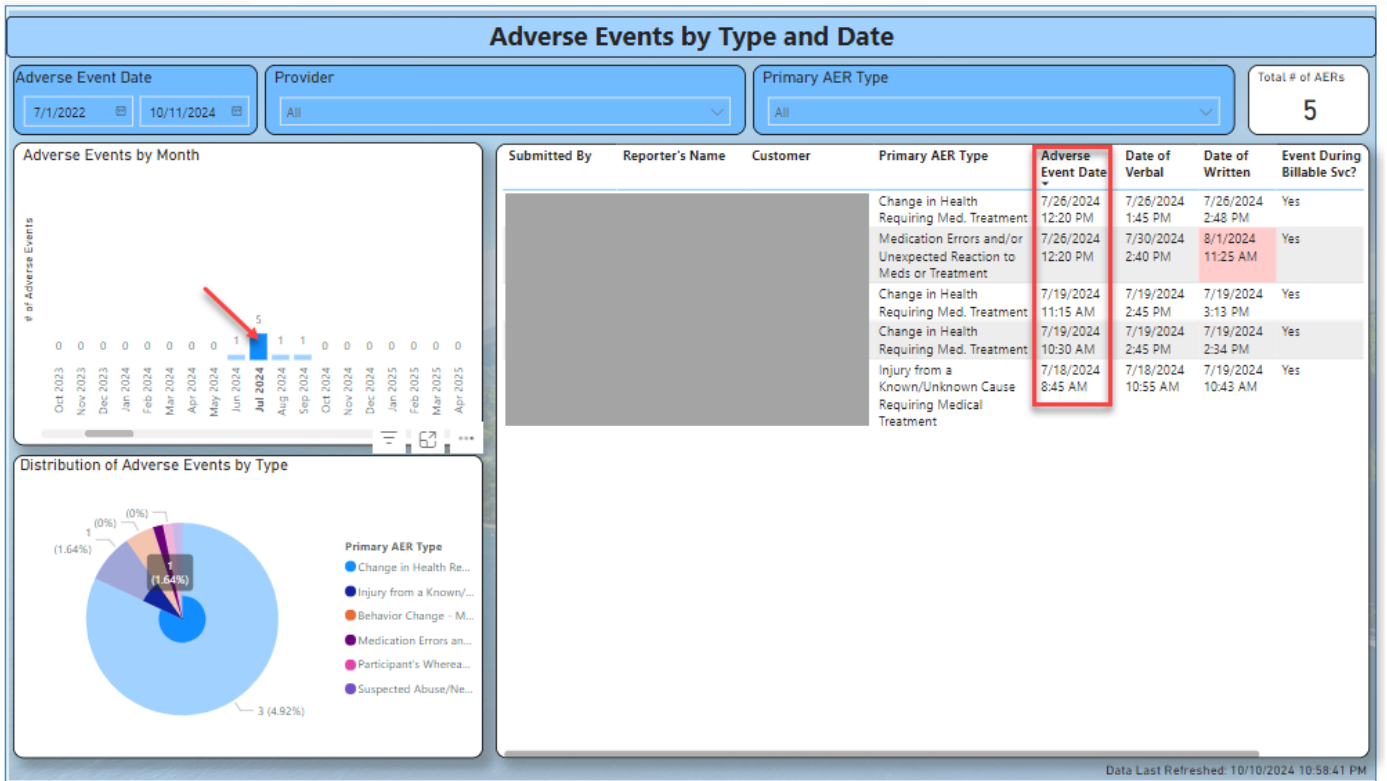 Adverse Events by Type and Date
Adverse Event Date
7/1/2022
10/11/2024
Provider
All
Primary AER Type
All
Total # of AERs
5
Adverse Events by Month
# of Adverse Events
0 0 0 0 0 0 0 0 1 5 1 1 0 0 0 0 0 0 0
Oct 2023
Nov 2023
Dec 2023
Jan 2024
Feb 2024
Mar 2024
Apr 2024
May 2024
Jun 2024
Jul 2024
Aug 2024
Sep 2024
Oct 2024
Nov 2024
Dec 2024
Jan 2025
Feb 2025
Mar 2025
Apr 2025
Distribution of Adverse Events by Type
(0%)
(0%)
1
(1.64%)
1
(1.64%)
3 (4.92%)
Primary AER Type
Change in Health Re...
Injury from a Known/...
Behavior Change - M...
Medication Errors an...
Participant's Wherea...
Suspected Abuse/Ne...
Submitted By Reporter's Name Customer Primary AER Type Adverse Date of Date of Event During
Event Date Verbal Written Billable Svc?
Change in Health 7/26/2024 7/26/2024 7/26/2024 Yes
Requiring Med. Treatment 12:20 PM 1:45 PM 2:48 PM
Medication Errors and/or 7/26/2024 7/30/2024 8/1/2024 Yes
Unexpected Reaction to 12:20 PM 2:40 PM 11:25 AM
Meds or Treatment
Change in Health 7/19/2024 7/19/2024 7/19/2024 Yes
Requiring Med. Treatment 11:15 AM 2:45 PM 3:13 PM
Change in Health 7/19/2024 7/19/2024 7/19/2024 Yes
Requiring Med. Treatment 10:30 AM 2:45 PM 2:34 PM
Injury from a 7/18/2024 7/18/2024 7/19/2024 Yes
Known/Unknown Cause 8:45 AM 10:55 AM 10:43 AM
Requiring Medical
Treatment
Data Last Refreshed: 10/10/2024 10:58:41 PM